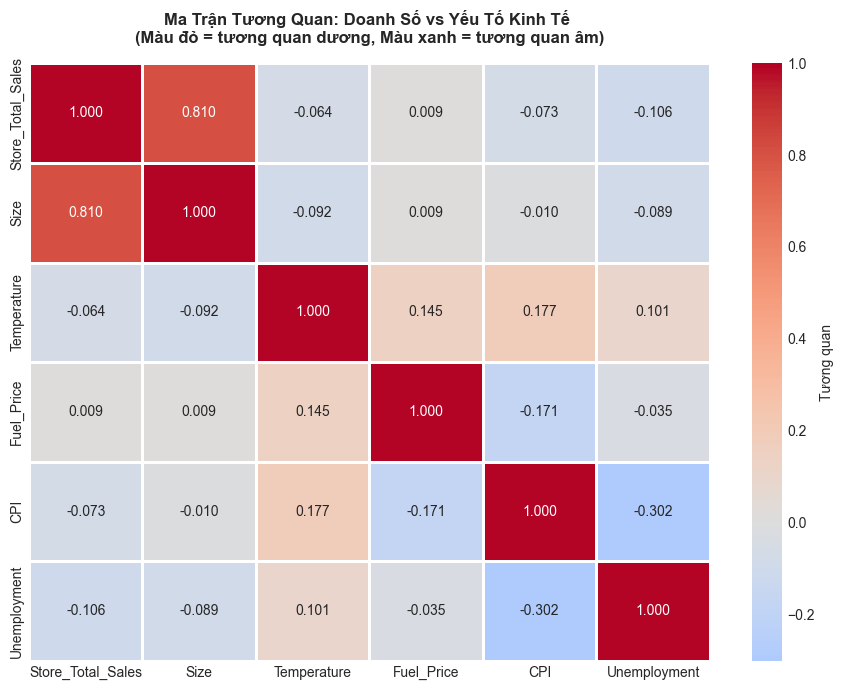 Ma Trận Tương Quan: Doanh Số vs Yếu Tố Kinh Tế
(Màu đỏ = tương quan dương, Màu xanh = tương quan âm)
Store_Total_Sales 1.000 0.810 -0.064 0.009 -0.073 -0.106
Size 0.810 1.000 -0.092 0.009 -0.010 -0.089
Temperature -0.064 -0.092 1.000 0.145 0.177 0.101
Fuel_Price 0.009 0.009 0.145 1.000 -0.171 -0.035
CPI -0.073 -0.010 0.177 -0.171 1.000 -0.302
Unemployment -0.106 -0.089 0.101 -0.035 -0.302 1.000
Store_Total_Sales Size Temperature Fuel_Price CPI Unemployment
1.0
0.8
0.6
0.4
0.2
0.0
−0.2
Tương quan